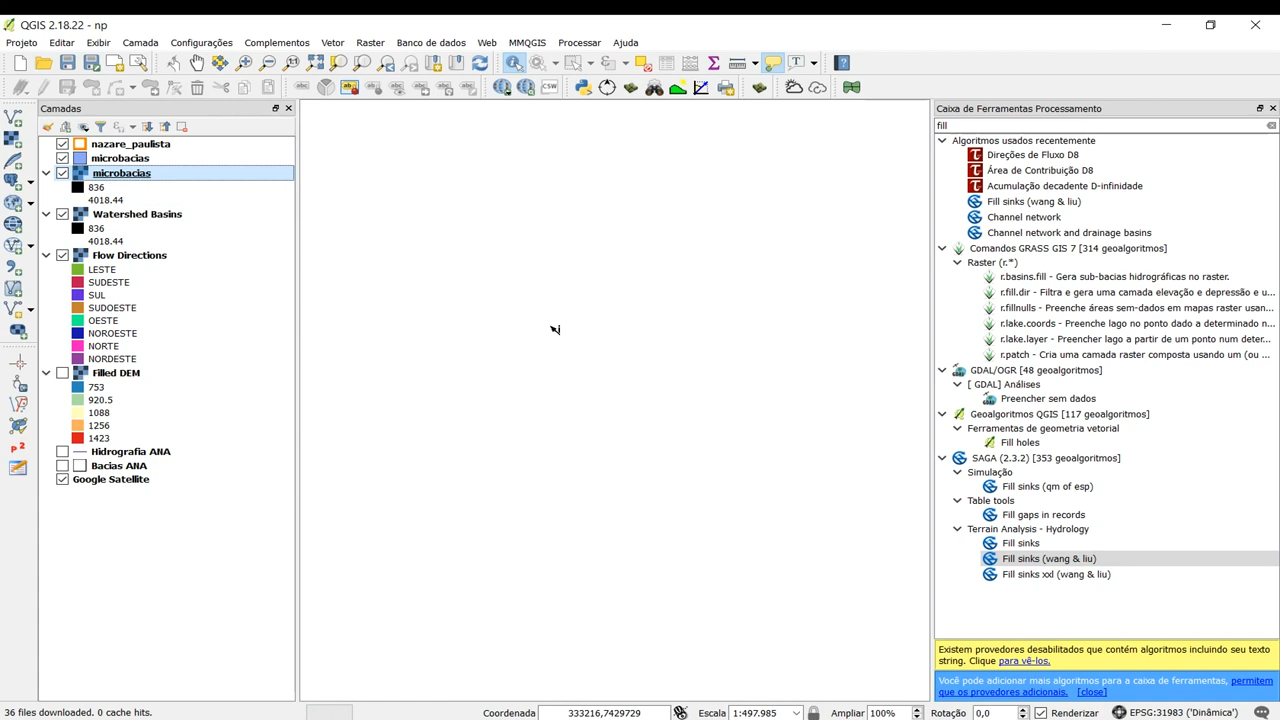 QGIS 2.18.22 - np
Projeto Editar Exibir Camada Configurações Complementos Vetor Raster Banco de dados Web MMQGIS Processar Ajuda
CSW
Camadas
nazare_paulista
microbacias
microbacias
836
4018.44
Watershed Basins
836
4018.44
Flow Directions
LESTE
SUDESTE
SUL
SUDOESTE
OESTE
NOROESTE
NORTE
NORDESTE
Filled DEM
753
920.5
1088
1256
1423
Hidrografia ANA
Bacias ANA
Google Satellite
Caixa de Ferramentas Processamento
fill
Algoritmos usados recentemente
Direções de Fluxo D8
Área de Contribuição D8
Acumulação decadente D-infinidade
Fill sinks (wang & liu)
Channel network
Channel network and drainage basins
Comandos GRASS GIS 7 [314 geoalgoritmos]
Raster (r.*)
r.basins.fill - Gera sub-bacias hidrográficas no raster.
r.fill.dir - Filtra e gera uma camada elevação e depressão e u...
r.fillnulls - Preenche áreas sem-dados em mapas raster usan...
r.lake.coords - Preenche lago no ponto dado a determinado n...
r.lake.layer - Preencher lago a partir de um ponto num deter...
r.patch - Cria uma camada raster composta usando um (ou ...
GDAL/OGR [48 geoalgoritmos]
[ GDAL] Análises
Preencher sem dados
Geoalgoritmos QGIS [117 geoalgoritmos]
Ferramentas de geometria vetorial
Fill holes
SAGA (2.3.2) [353 geoalgoritmos]
Simulação
Fill sinks (qm of esp)
Table tools
Fill gaps in records
Terrain Analysis - Hydrology
Fill sinks
Fill sinks (wang & liu)
Fill sinks xxl (wang & liu)
Existem provedores desabilitados que contém algoritmos incluindo seu texto
string. Clique para vê-los.
Você pode adicionar mais algoritmos para a caixa de ferramentas, permitem
que os provedores adicionais. [close]
36 files downloaded. 0 cache hits. Coordenada 333216,7429729 Escala 1:497.985 Ampliar 100% Rotação 0,0 Renderizar EPSG:31983 ('Dinâmica')